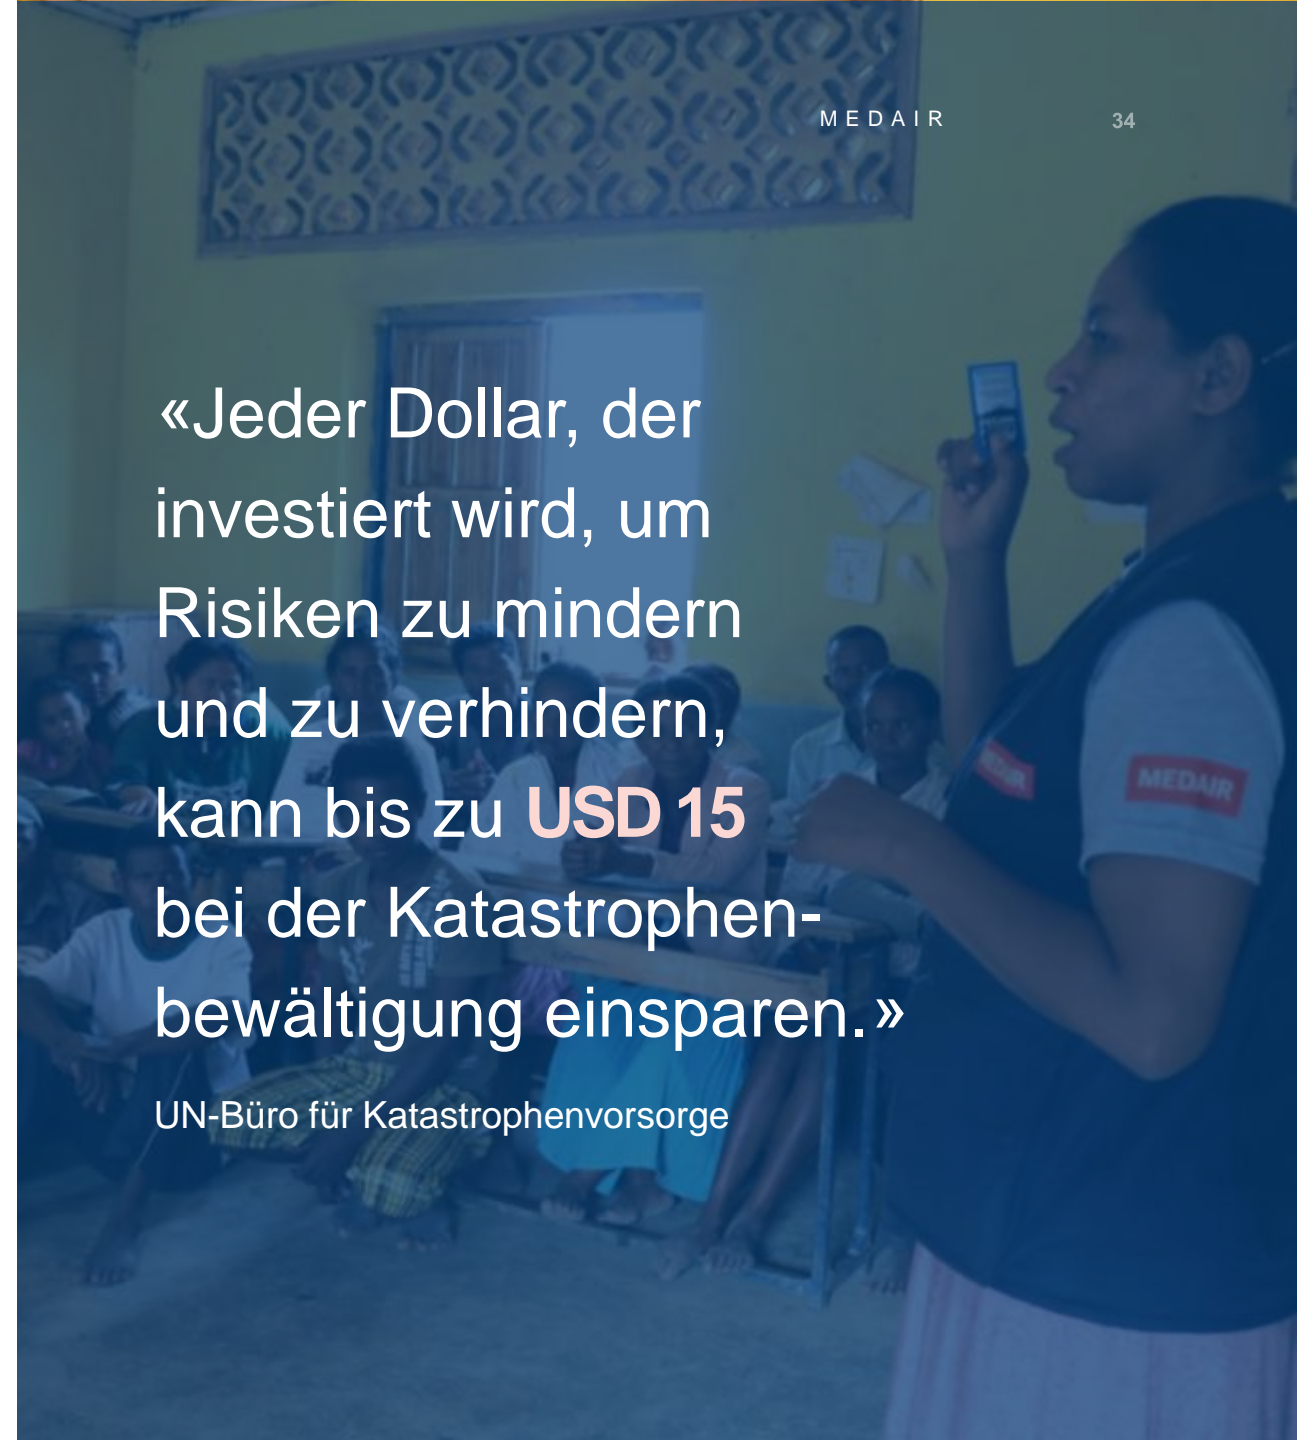 MEDAIR 34
«Jeder Dollar, der
investiert wird, um
Risiken zu mindern
und zu verhindern,
kann bis zu USD 15
bei der Katastrophen-
bewältigung einsparen.»
UN-Büro für Katastrophenvorsorge
MEDAIR